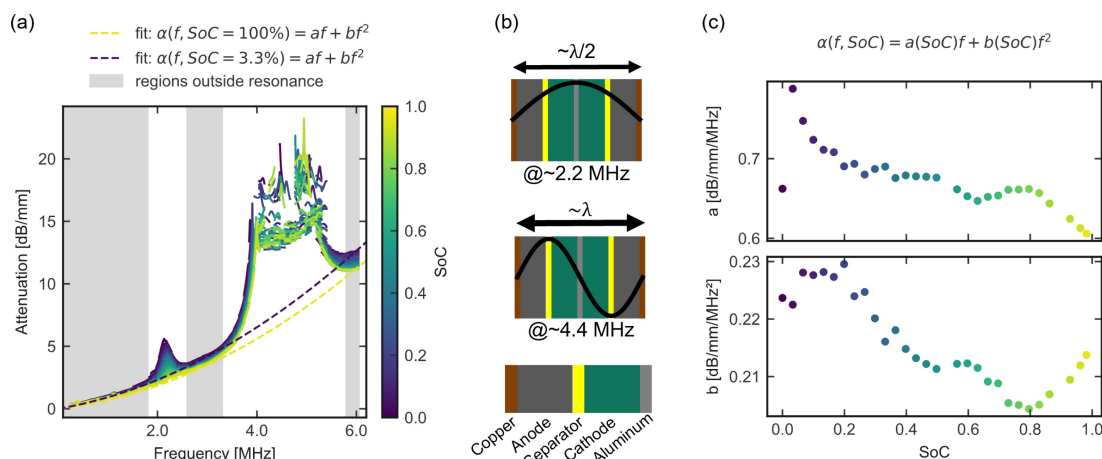 (a)
fit: α(f, SoC = 100%) = af + bf²
fit: α(f, SoC = 3.3%) = af + bf²
regions outside resonance
Attenuation [dB/mm]
20
15
10
5
0
2.0
4.0
6.0
Frequency [MHz]
1.0
0.8
0.6
0.4
0.2
0.0
SoC
(b)
~λ/2
@~2.2 MHz
~λ
@~4.4 MHz
Copper
Anode
Separator
Cathode
Aluminum
(c)
α(f, SoC) = a(SoC)f + b(SoC)f²
a [dB/mm/MHz]
0.7
0.6
b [dB/mm/MHz²]
0.23
0.22
0.21
0.0
0.2
0.4
0.6
0.8
1.0
SoC